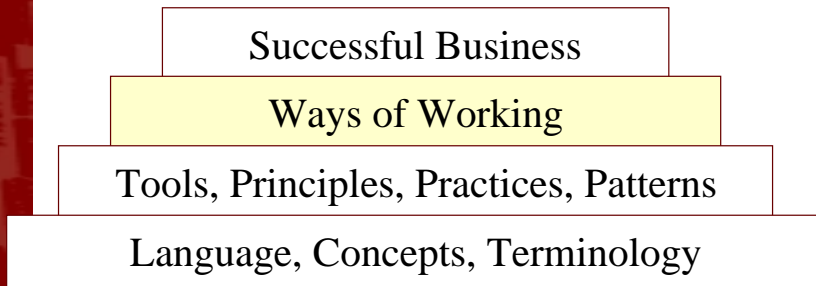 Successful Business
Ways of Working
Tools, Principles, Practices, Patterns
Language, Concepts, Terminology